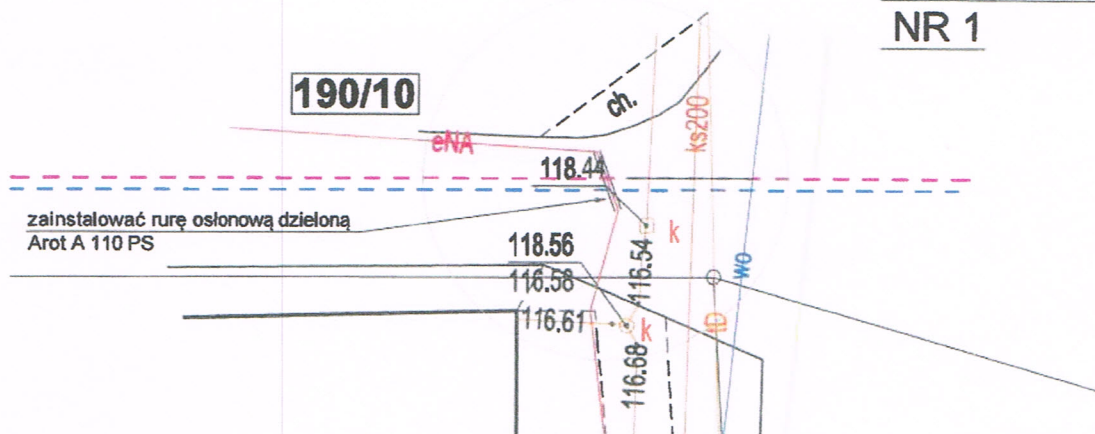 NR 1
190/10
ch.
ks200
eNA
118.44
zainstalować rurę osłonową dzieloną
Arot A 110 PS
k
118.56
116.54
wo
116.58
116.61
k
tD
116.68